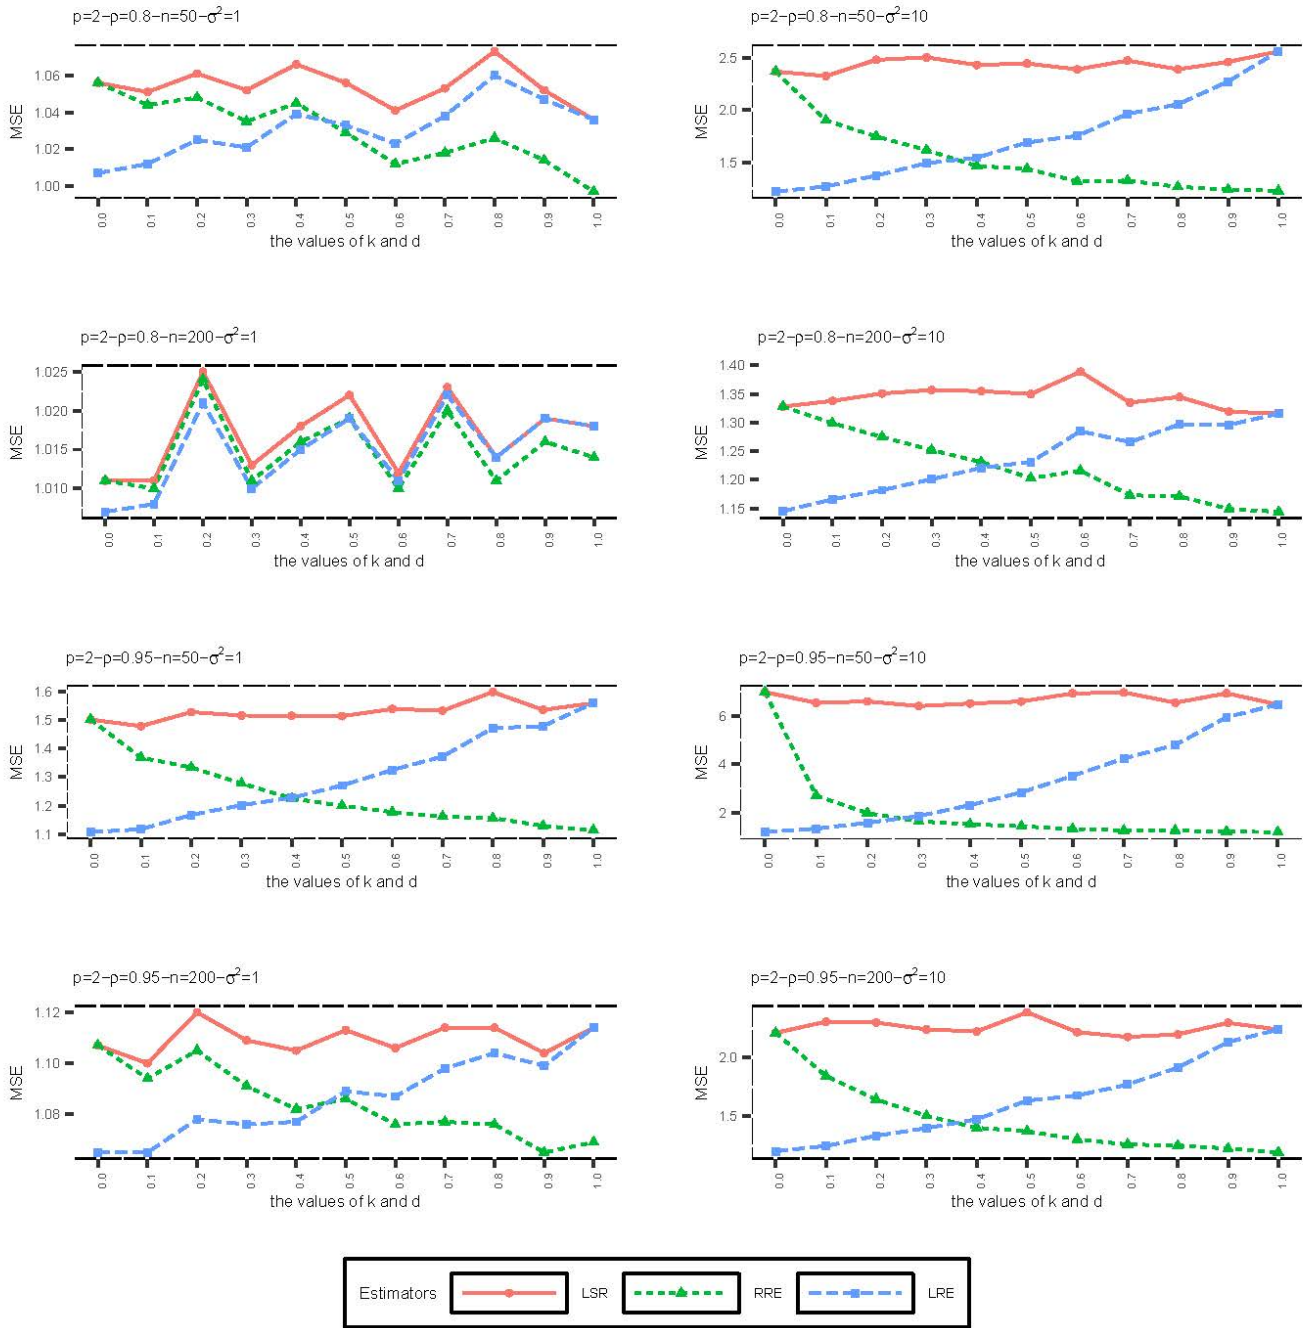 p=2−ρ=0.8−n=50−σ²=1
MSE
1.06
1.04
1.02
1.00
0.0 0.1 0.2 0.3 0.4 0.5 0.6 0.7 0.8 0.9 1.0
the values of k and d
p=2−ρ=0.8−n=50−σ²=10
MSE
2.5
2.0
1.5
0.0 0.1 0.2 0.3 0.4 0.5 0.6 0.7 0.8 0.9 1.0
the values of k and d
p=2−ρ=0.8−n=200−σ²=1
MSE
1.025
1.020
1.015
1.010
0.0 0.1 0.2 0.3 0.4 0.5 0.6 0.7 0.8 0.9 1.0
the values of k and d
p=2−ρ=0.8−n=200−σ²=10
MSE
1.40
1.35
1.30
1.25
1.20
1.15
0.0 0.1 0.2 0.3 0.4 0.5 0.6 0.7 0.8 0.9 1.0
the values of k and d
p=2−ρ=0.95−n=50−σ²=1
MSE
1.6
1.5
1.4
1.3
1.2
1.1
0.0 0.1 0.2 0.3 0.4 0.5 0.6 0.7 0.8 0.9 1.0
the values of k and d
p=2−ρ=0.95−n=50−σ²=10
MSE
6
4
2
0.0 0.1 0.2 0.3 0.4 0.5 0.6 0.7 0.8 0.9 1.0
the values of k and d
p=2−ρ=0.95−n=200−σ²=1
MSE
1.12
1.10
1.08
0.0 0.1 0.2 0.3 0.4 0.5 0.6 0.7 0.8 0.9 1.0
the values of k and d
p=2−ρ=0.95−n=200−σ²=10
MSE
2.0
1.5
0.0 0.1 0.2 0.3 0.4 0.5 0.6 0.7 0.8 0.9 1.0
the values of k and d
Estimators LSR RRE LRE